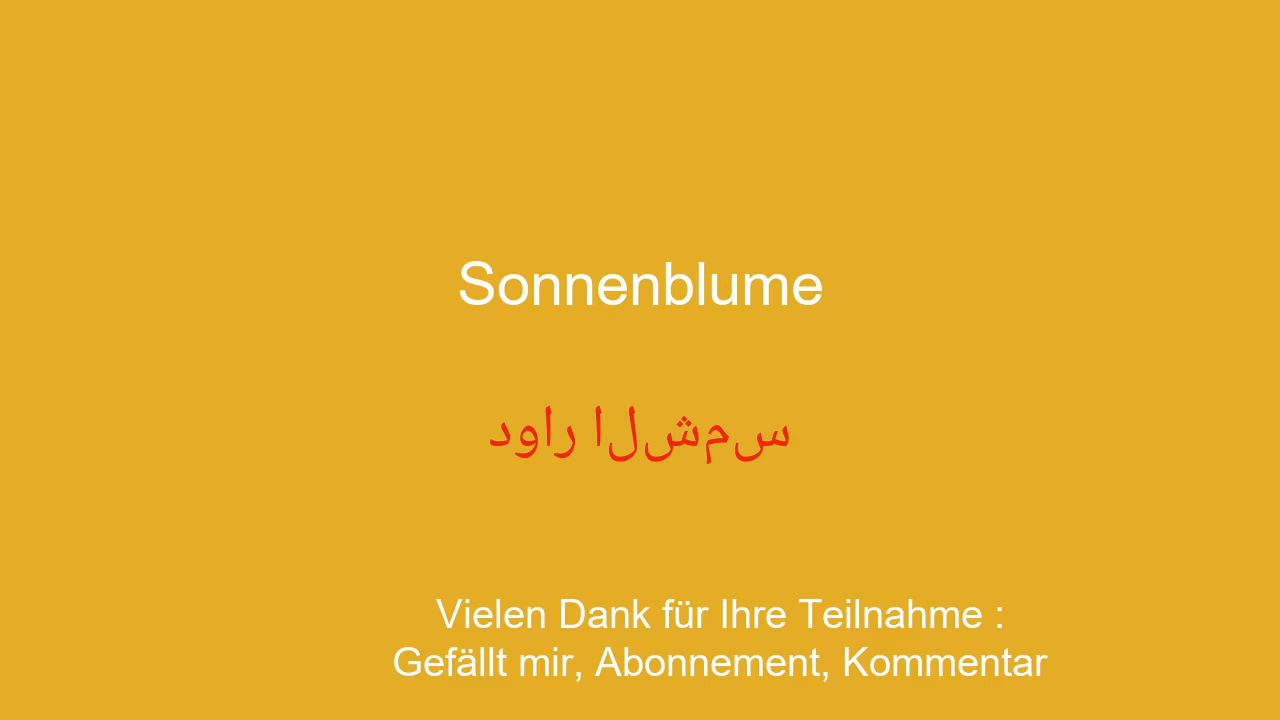 Sonnenblume
دوار الشمس
Vielen Dank für Ihre Teilnahme :
Gefällt mir, Abonnement, Kommentar